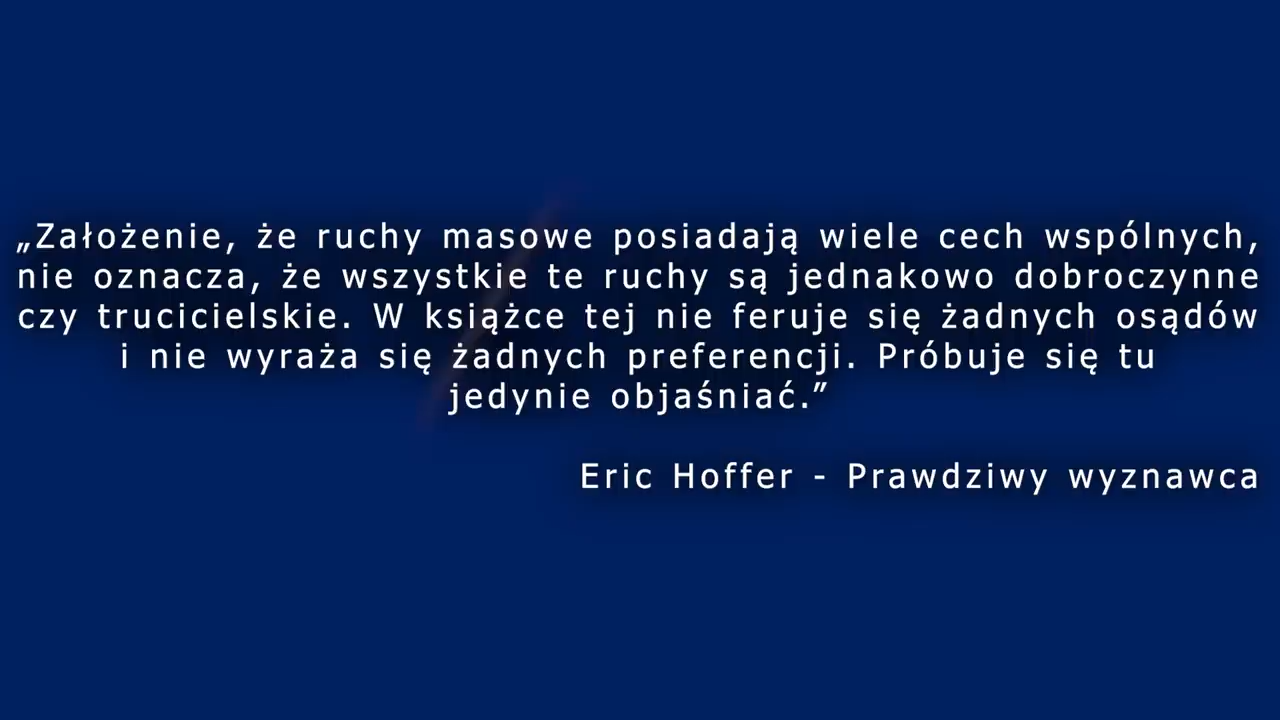 „Założenie, że ruchy masowe posiadają wiele cech wspólnych,
nie oznacza, że wszystkie te ruchy są jednakowo dobroczynne
czy trucicielskie. W książce tej nie feruje się żadnych osądów
i nie wyraża się żadnych preferencji. Próbuje się tu
jedynie objaśniać.”
Eric Hoffer - Prawdziwy wyznawca